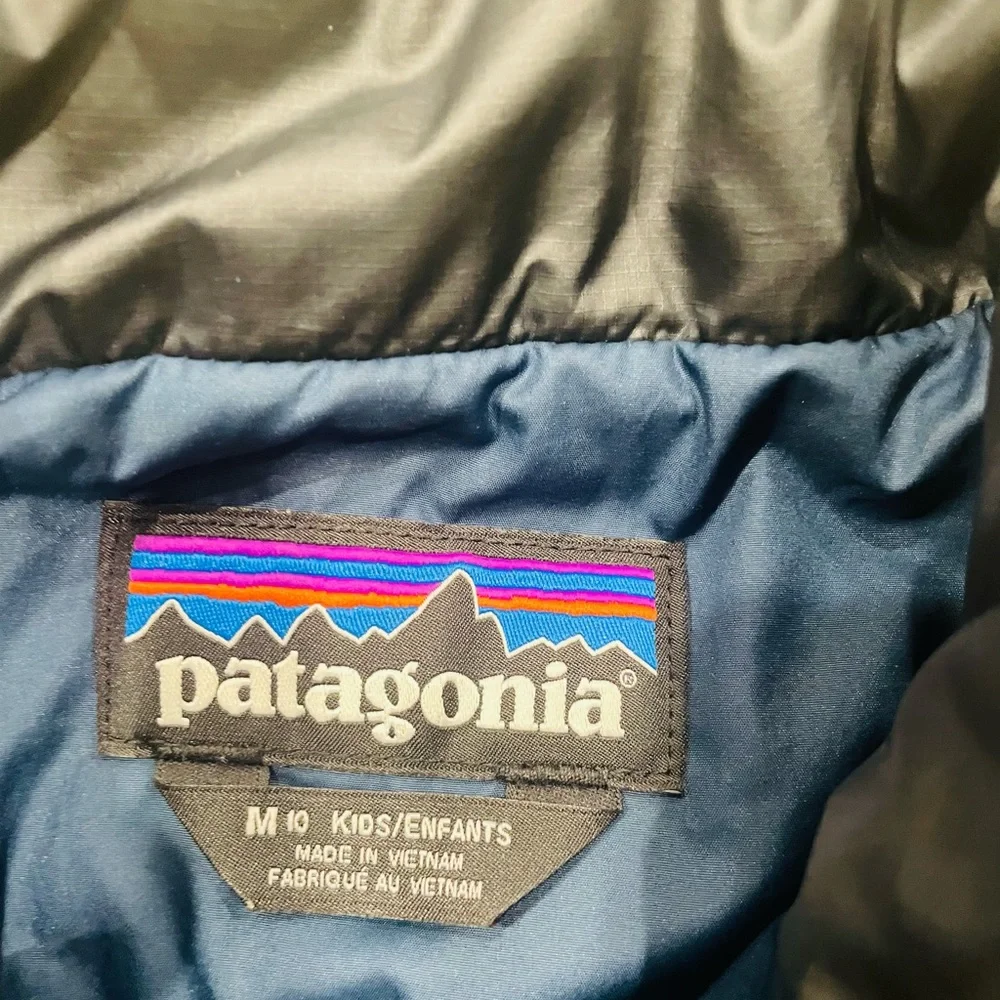 patagonia®
M 10 KIDS/ENFANTS
MADE IN VIETNAM
FABRIQUÉ AU VIETNAM